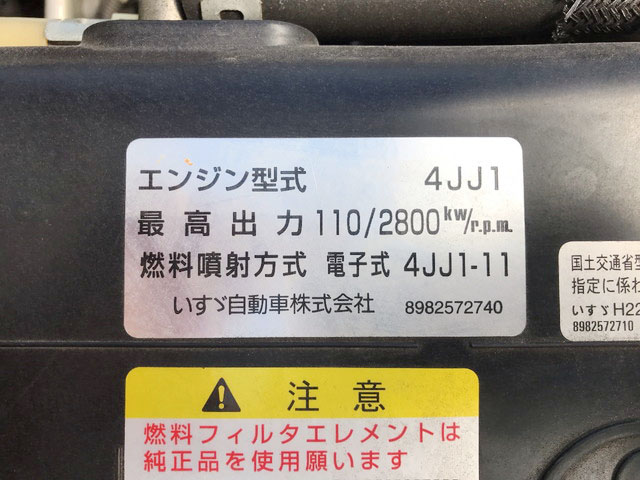 エンジン型式 4JJ1
最高出力 110/2800kw/r.p.m.
燃料噴射方式 電子式 4JJ1-11
いすゞ自動車株式会社 8982572740
国土交通省型
指定に係わ
いすゞH22
8982572710
注意
燃料フィルタエレメントは
純正品を使用願います